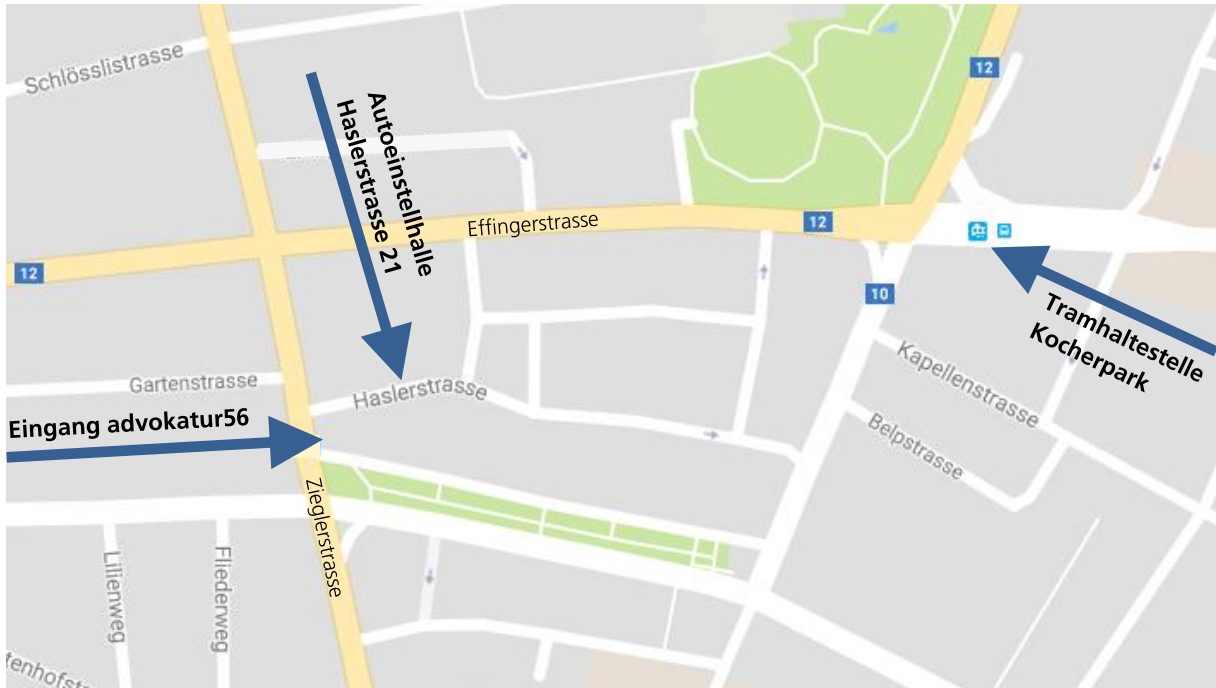 Schlösslistrasse
12
Autoeinstellhalle
Haslerstrasse 21
Effingerstrasse
12
12
10
Tramhaltestelle
Kocherpark
Kapellenstrasse
Gartenstrasse
Haslerstrasse
Eingang advokatur56
Belpstrasse
Zieglerstrasse
Lilienweg
Fliederweg